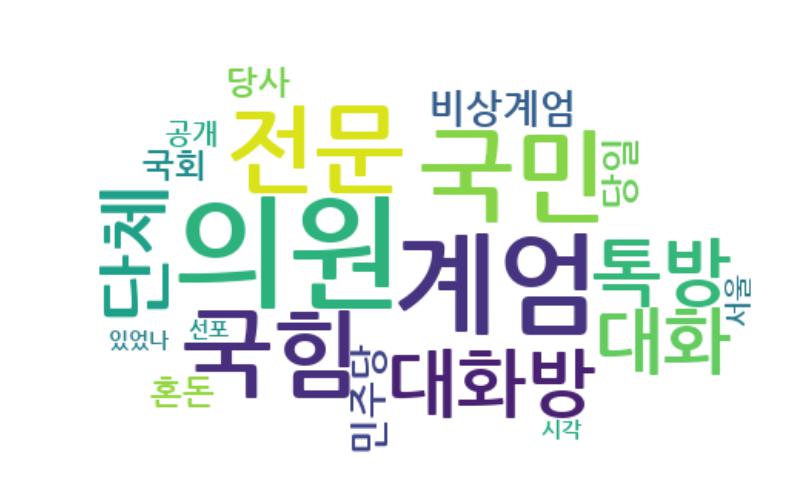 당사
비상계엄
전문
공개
국회
국민
당일
단체
의원
계엄
톡방
서울
국힘
선포
있었나
대화
민주당
대화방
혼돈
시각